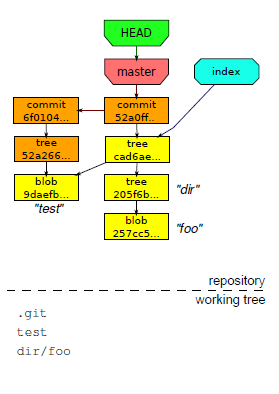 HEAD
master
index
commit
6f0104...
commit
52a0ff...
tree
52a266...
tree
cad6ae...
blob
9daefb...
tree
205f6b...
"dir"
"test"
blob
257cc5...
"foo"
repository
working tree
.git
test
dir/foo